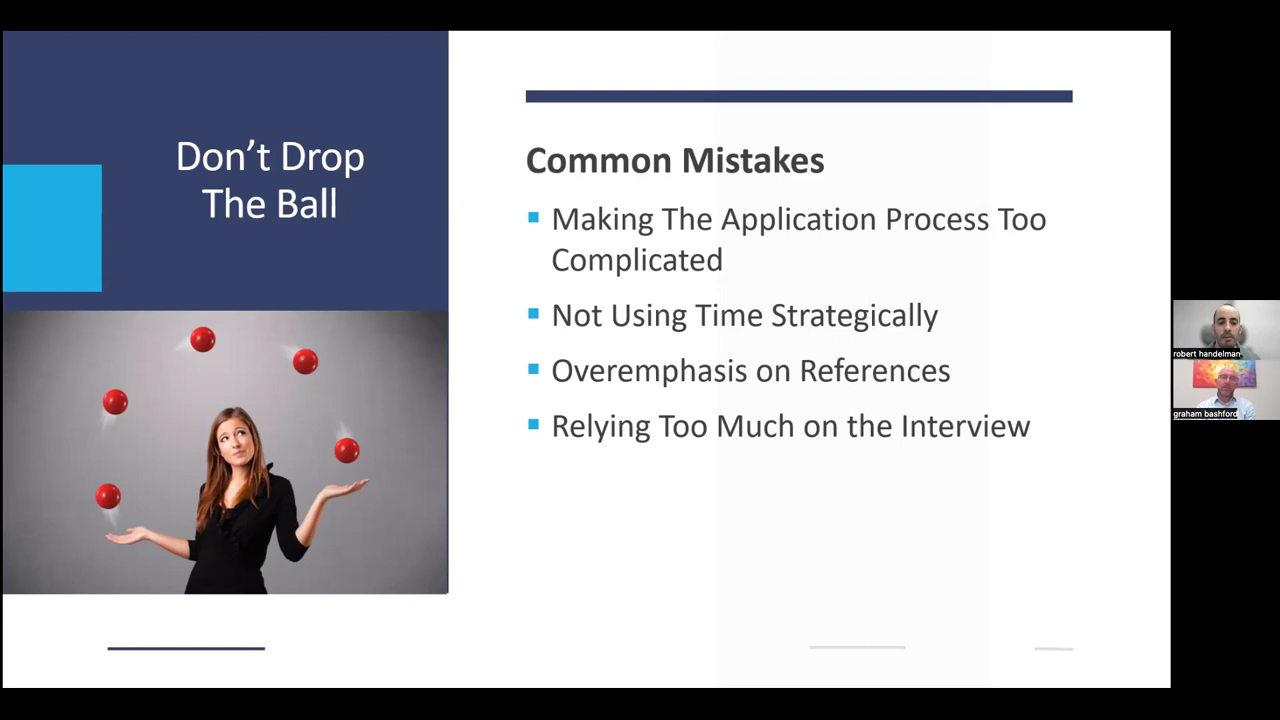 Don’t Drop
The Ball
Common Mistakes
Making The Application Process Too
Complicated
Not Using Time Strategically
Overemphasis on References
Relying Too Much on the Interview
robert handelman
graham bashford